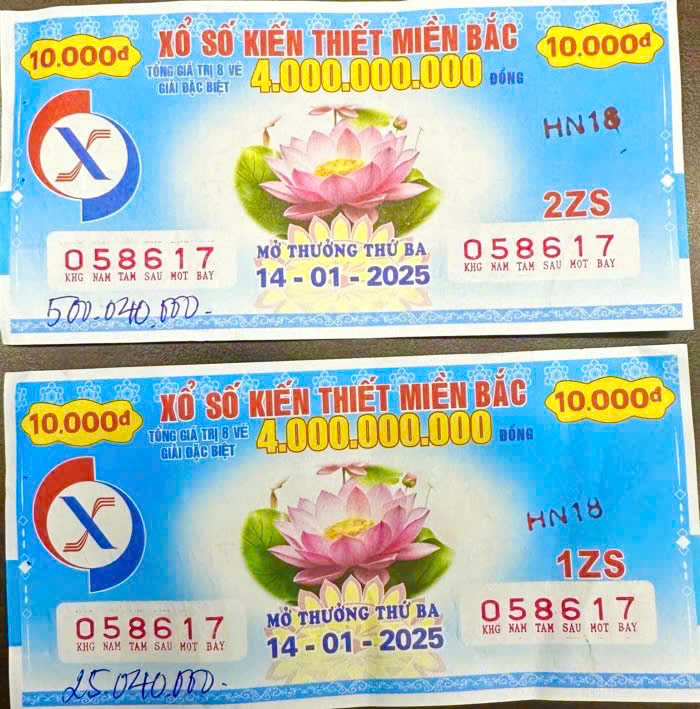 10.000đ XỔ SỐ KIẾN THIẾT MIỀN BẮC 10.000đ
TỔNG GIÁ TRỊ 8 VÉ
GIẢI ĐẶC BIỆT 4.000.000.000 ĐỒNG
X
HN18
2ZS
058617 MỞ THƯỞNG THỨ BA 058617
KHG NAM TAM SAU MOT BAY 14 - 01 - 2025 KHG NAM TAM SAU MOT BAY
500.040.000.
10.000đ XỔ SỐ KIẾN THIẾT MIỀN BẮC 10.000đ
TỔNG GIÁ TRỊ 8 VÉ
GIẢI ĐẶC BIỆT 4.000.000.000 ĐỒNG
X
HN18
1ZS
058617 MỞ THƯỞNG THỨ BA 058617
KHG NAM TAM SAU MOT BAY 14 - 01 - 2025 KHG NAM TAM SAU MOT BAY
25.040.000.